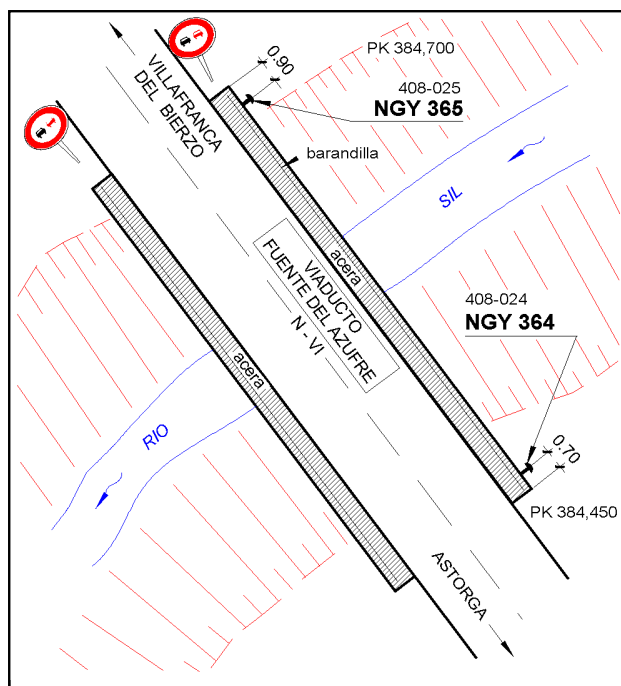 VILLAFRANCA
DEL BIERZO
0.90
PK 384,700
408-025
NGY 365
barandilla
SIL
acera
VIADUCTO
FUENTE DEL AZUFRE
N - VI
408-024
NGY 364
acera
RIO
0.70
PK 384,450
ASTORGA